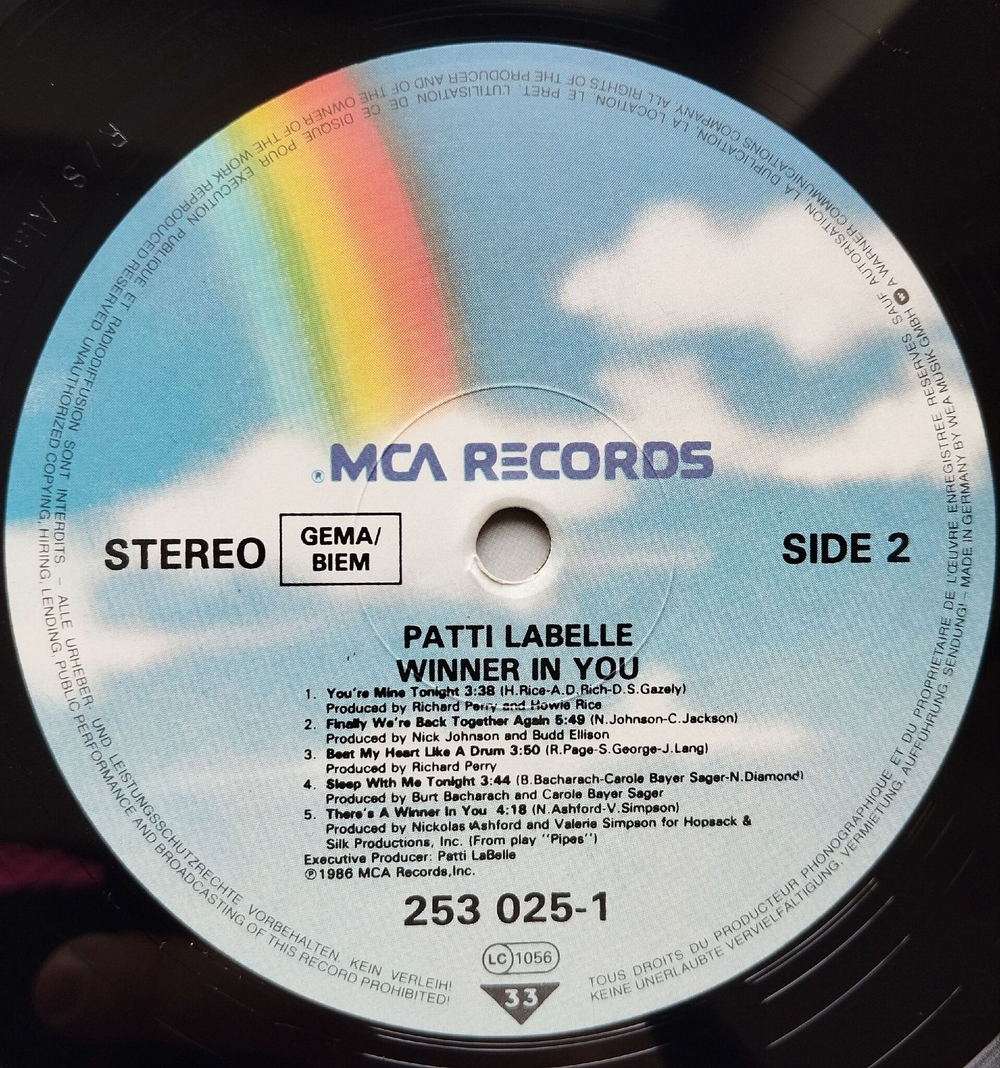 ® MCA RECORDS
STEREO
GEMA/
BIEM
SIDE 2
PATTI LABELLE
WINNER IN YOU
1. You're Mine Tonight 3:38 (H.Rice-A.D.Rich-D.S.Gazely)
Produced by Richard Perry and Howie Rice
2. Finally We're Back Together Again 5:49 (N.Johnson-C.Jackson)
Produced by Nick Johnson and Budd Ellison
3. Beat My Heart Like A Drum 3:50 (R.Page-S.George-J.Lang)
Produced by Richard Perry
4. Sleep With Me Tonight 3:44 (B.Bacharach-Carole Bayer Sager-N.Diamond)
Produced by Burt Bacharach and Carole Bayer Sager
5. There's A Winner In You 4:18 (N.Ashford-V.Simpson)
Produced by Nickolas Ashford and Valerie Simpson for Hopsack &
Silk Productions, Inc. (From play "Pipes")
Executive Producer: Patti LaBelle
℗1986 MCA Records,Inc.
253 025-1
LC 1056
33
TOUS DROITS DU PRODUCTEUR PHONOGRAPHIQUE ET DU PROPRIETAIRE DE L'ŒUVRE ENREGISTREE RESERVES SAUF AUTORISATION, LA DUPLICATION, LA LOCATION, LE PRET, L'UTILISATION DE CE DISQUE POUR EXECUTION PUBLIQUE ET RADIODIFFUSION SONT INTERDITS – ALLE URHEBER- UND LEISTUNGSSCHUTZRECHTE VORBEHALTEN. KEIN VERLEIH!
KEINE UNERLAUBTE VERVIELFÄLTIGUNG, VERMIETUNG, AUFFÜHRUNG, SENDUNG! – MADE IN GERMANY BY WEA MUSIK GMBH A WARNER COMMUNICATIONS COMPANY ALL RIGHTS OF THE PRODUCER AND OF THE OWNER OF THE WORK REPRODUCED RESERVED. UNAUTHORIZED COPYING, HIRING, LENDING, PUBLIC PERFORMANCE AND BROADCASTING OF THIS RECORD PROHIBITED!